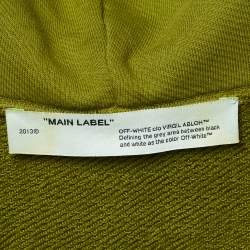 "MAIN LABEL"
2013©
OFF-WHITE c/o VIRGIL ABLOH™
Defining the grey area between black
and white as the color Off-White™